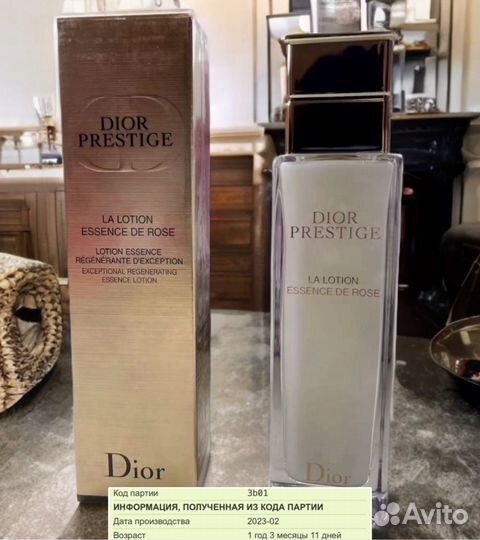 DIOR
PRESTIGE
LA LOTION
ESSENCE DE ROSE
LOTION ESSENCE
RÉGÉNÉRANTE D'EXCEPTION
EXCEPTIONAL REGENERATING
ESSENCE LOTION
Dior
DIOR
PRESTIGE
LA LOTION
ESSENCE DE ROSE
Dior
Код партии 3b01
ИНФОРМАЦИЯ, ПОЛУЧЕННАЯ ИЗ КОДА ПАРТИИ
Дата производства 2023-02
Возраст 1 год 3 месяцы 11 дней
Avito